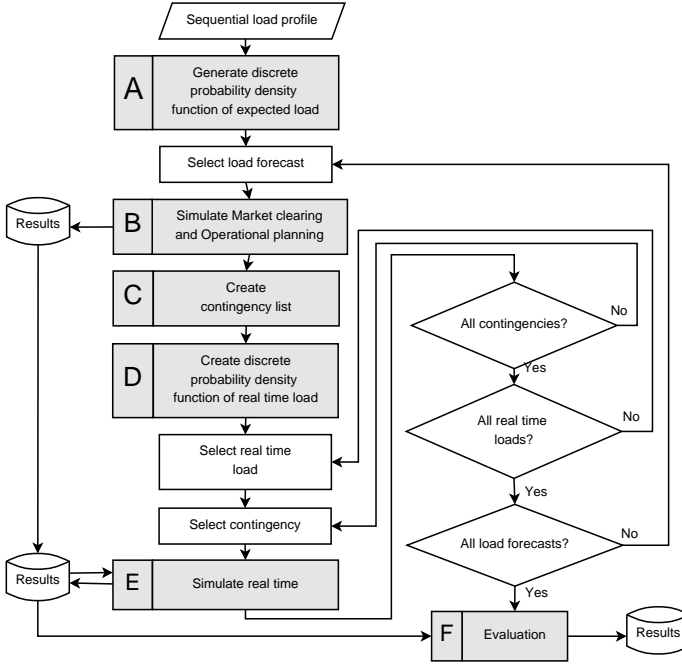 Sequential load profile
A
Generate discrete
probability density
function of expected load
Select load forecast
B
Simulate Market clearing
and Operational planning
Results
C
Create
contingency list
D
Create discrete
probability density
function of real time load
Select real time
load
Select contingency
E
Simulate real time
Results
All contingencies?
No
Yes
All real time
loads?
No
Yes
All load forecasts?
No
Yes
F
Evaluation
Results